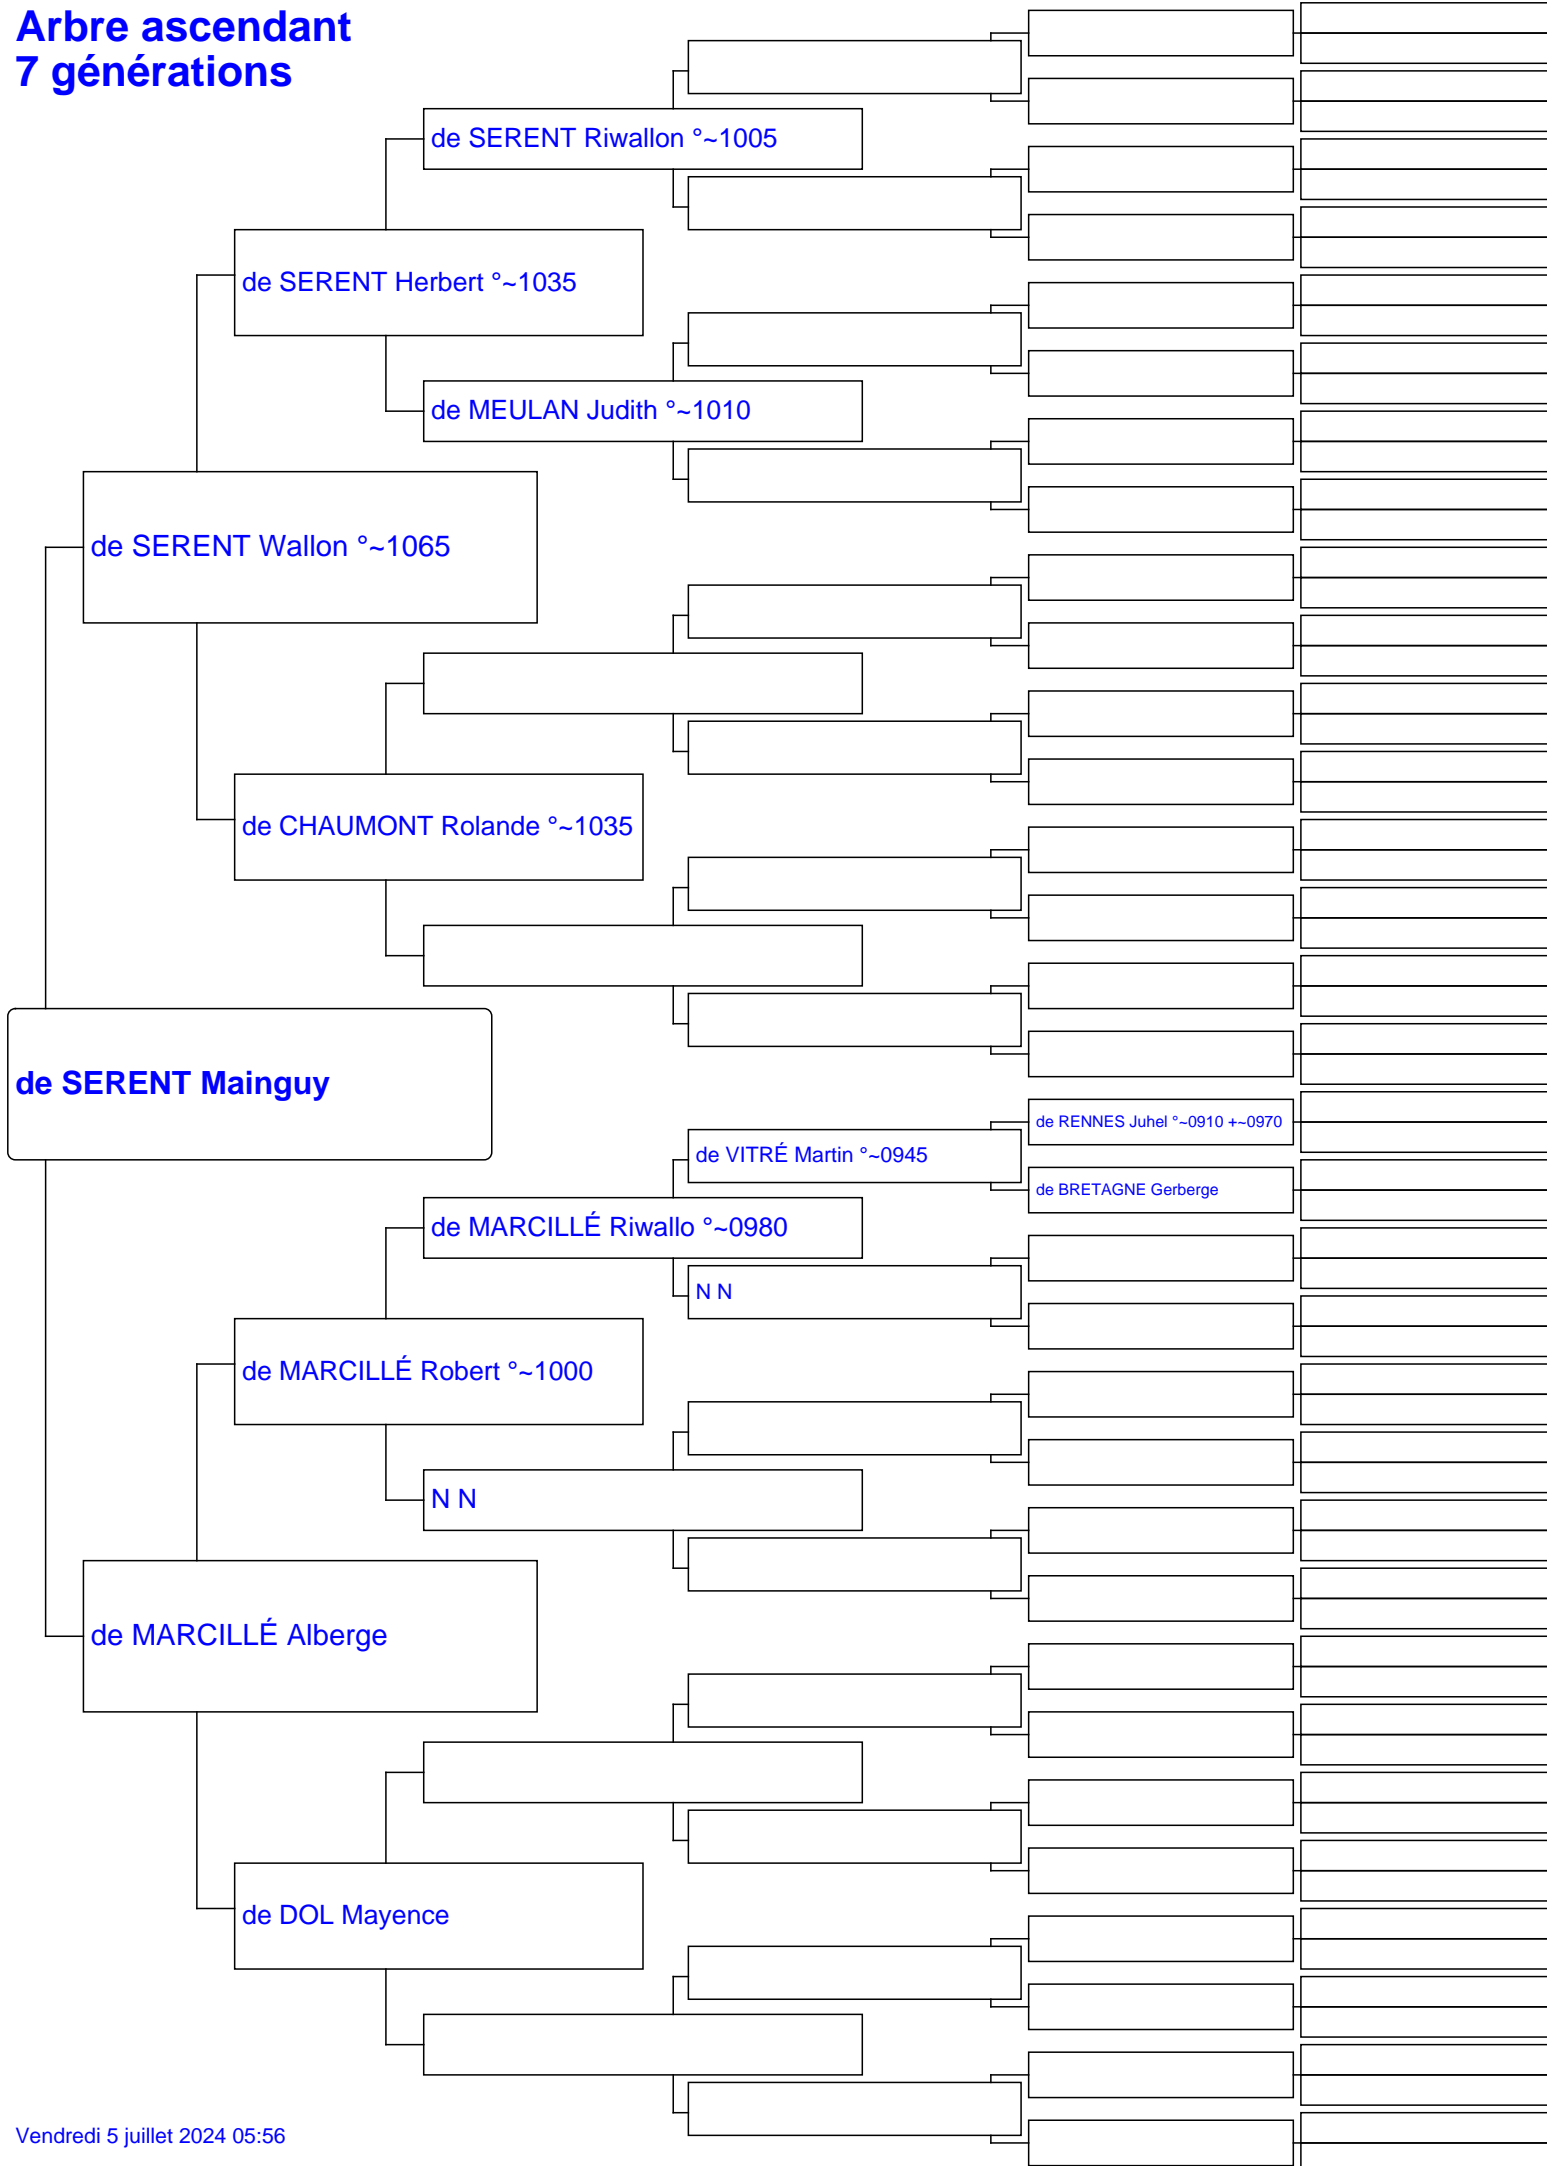 Arbre ascendant
7 générations
de SERENT Riwallon °~1005
de SERENT Herbert °~1035
de MEULAN Judith °~1010
de SERENT Wallon °~1065
de CHAUMONT Rolande °~1035
de SERENT Mainguy
de RENNES Juhel °~0910 +~0970
de VITRÉ Martin °~0945
de BRETAGNE Gerberge
de MARCILLÉ Riwallo °~0980
N N
de MARCILLÉ Robert °~1000
N N
de MARCILLÉ Alberge
de DOL Mayence
Vendredi 5 juillet 2024 05:56